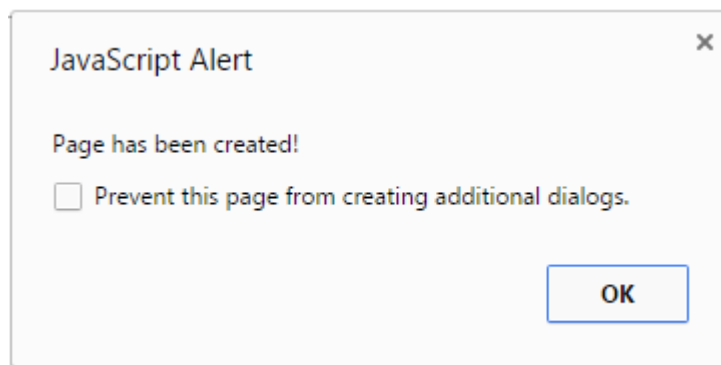 JavaScript Alert
Page has been created!
Prevent this page from creating additional dialogs.
OK